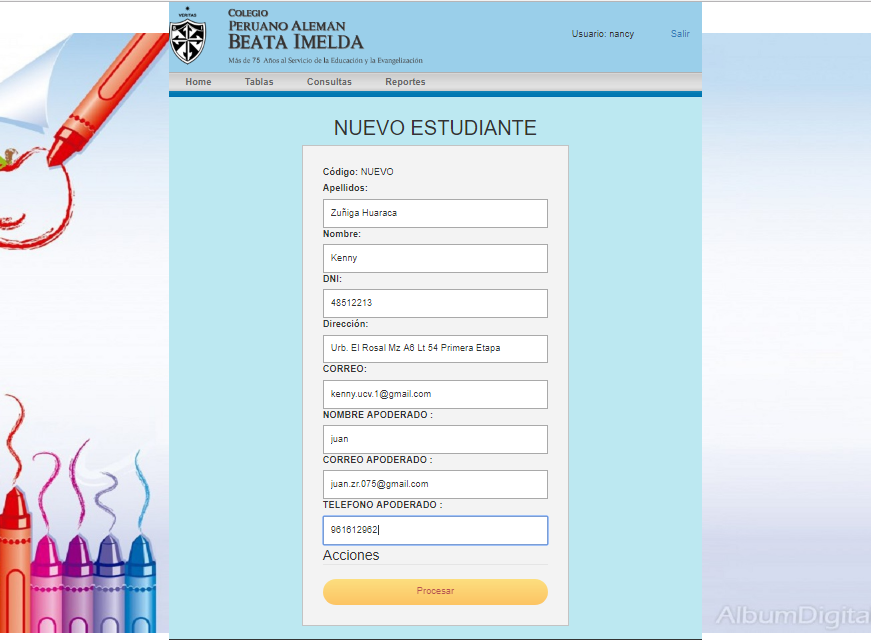 VERITAS
COLEGIO
PERUANO ALEMAN
BEATA IMELDA
Más de 75 Años al Servicio de la Educación y la Evangelización
Usuario: nancy
Salir
Home Tablas Consultas Reportes
NUEVO ESTUDIANTE
Código: NUEVO
Apellidos:
Zuñiga Huaraca
Nombre:
Kenny
DNI:
48512213
Dirección:
Urb. El Rosal Mz A6 Lt 54 Primera Etapa
CORREO:
kenny.ucv.1@gmail.com
NOMBRE APODERADO :
juan
CORREO APODERADO :
juan.zr.075@gmail.com
TELEFONO APODERADO :
961612962
Acciones
Procesar
AlbumDigita